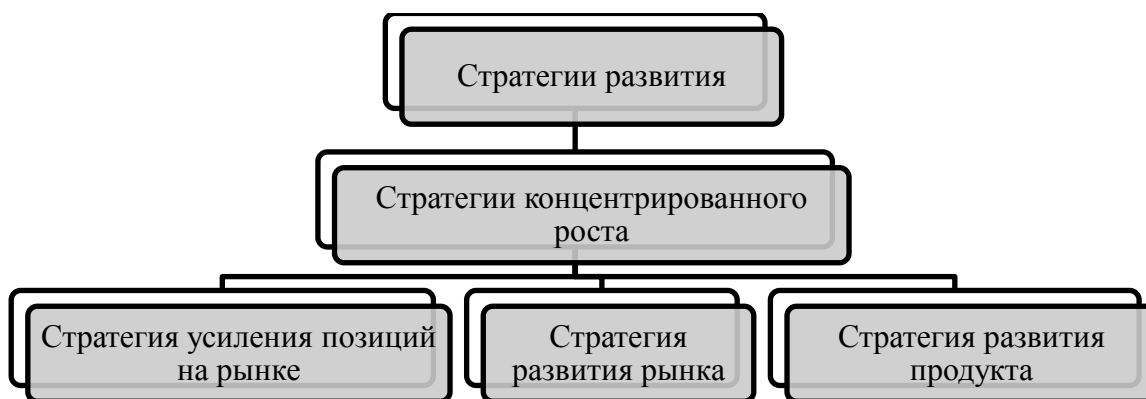 Стратегии развития
Стратегии концентрированного
роста
Стратегия усиления позиций
на рынке
Стратегия
развития рынка
Стратегия развития
продукта